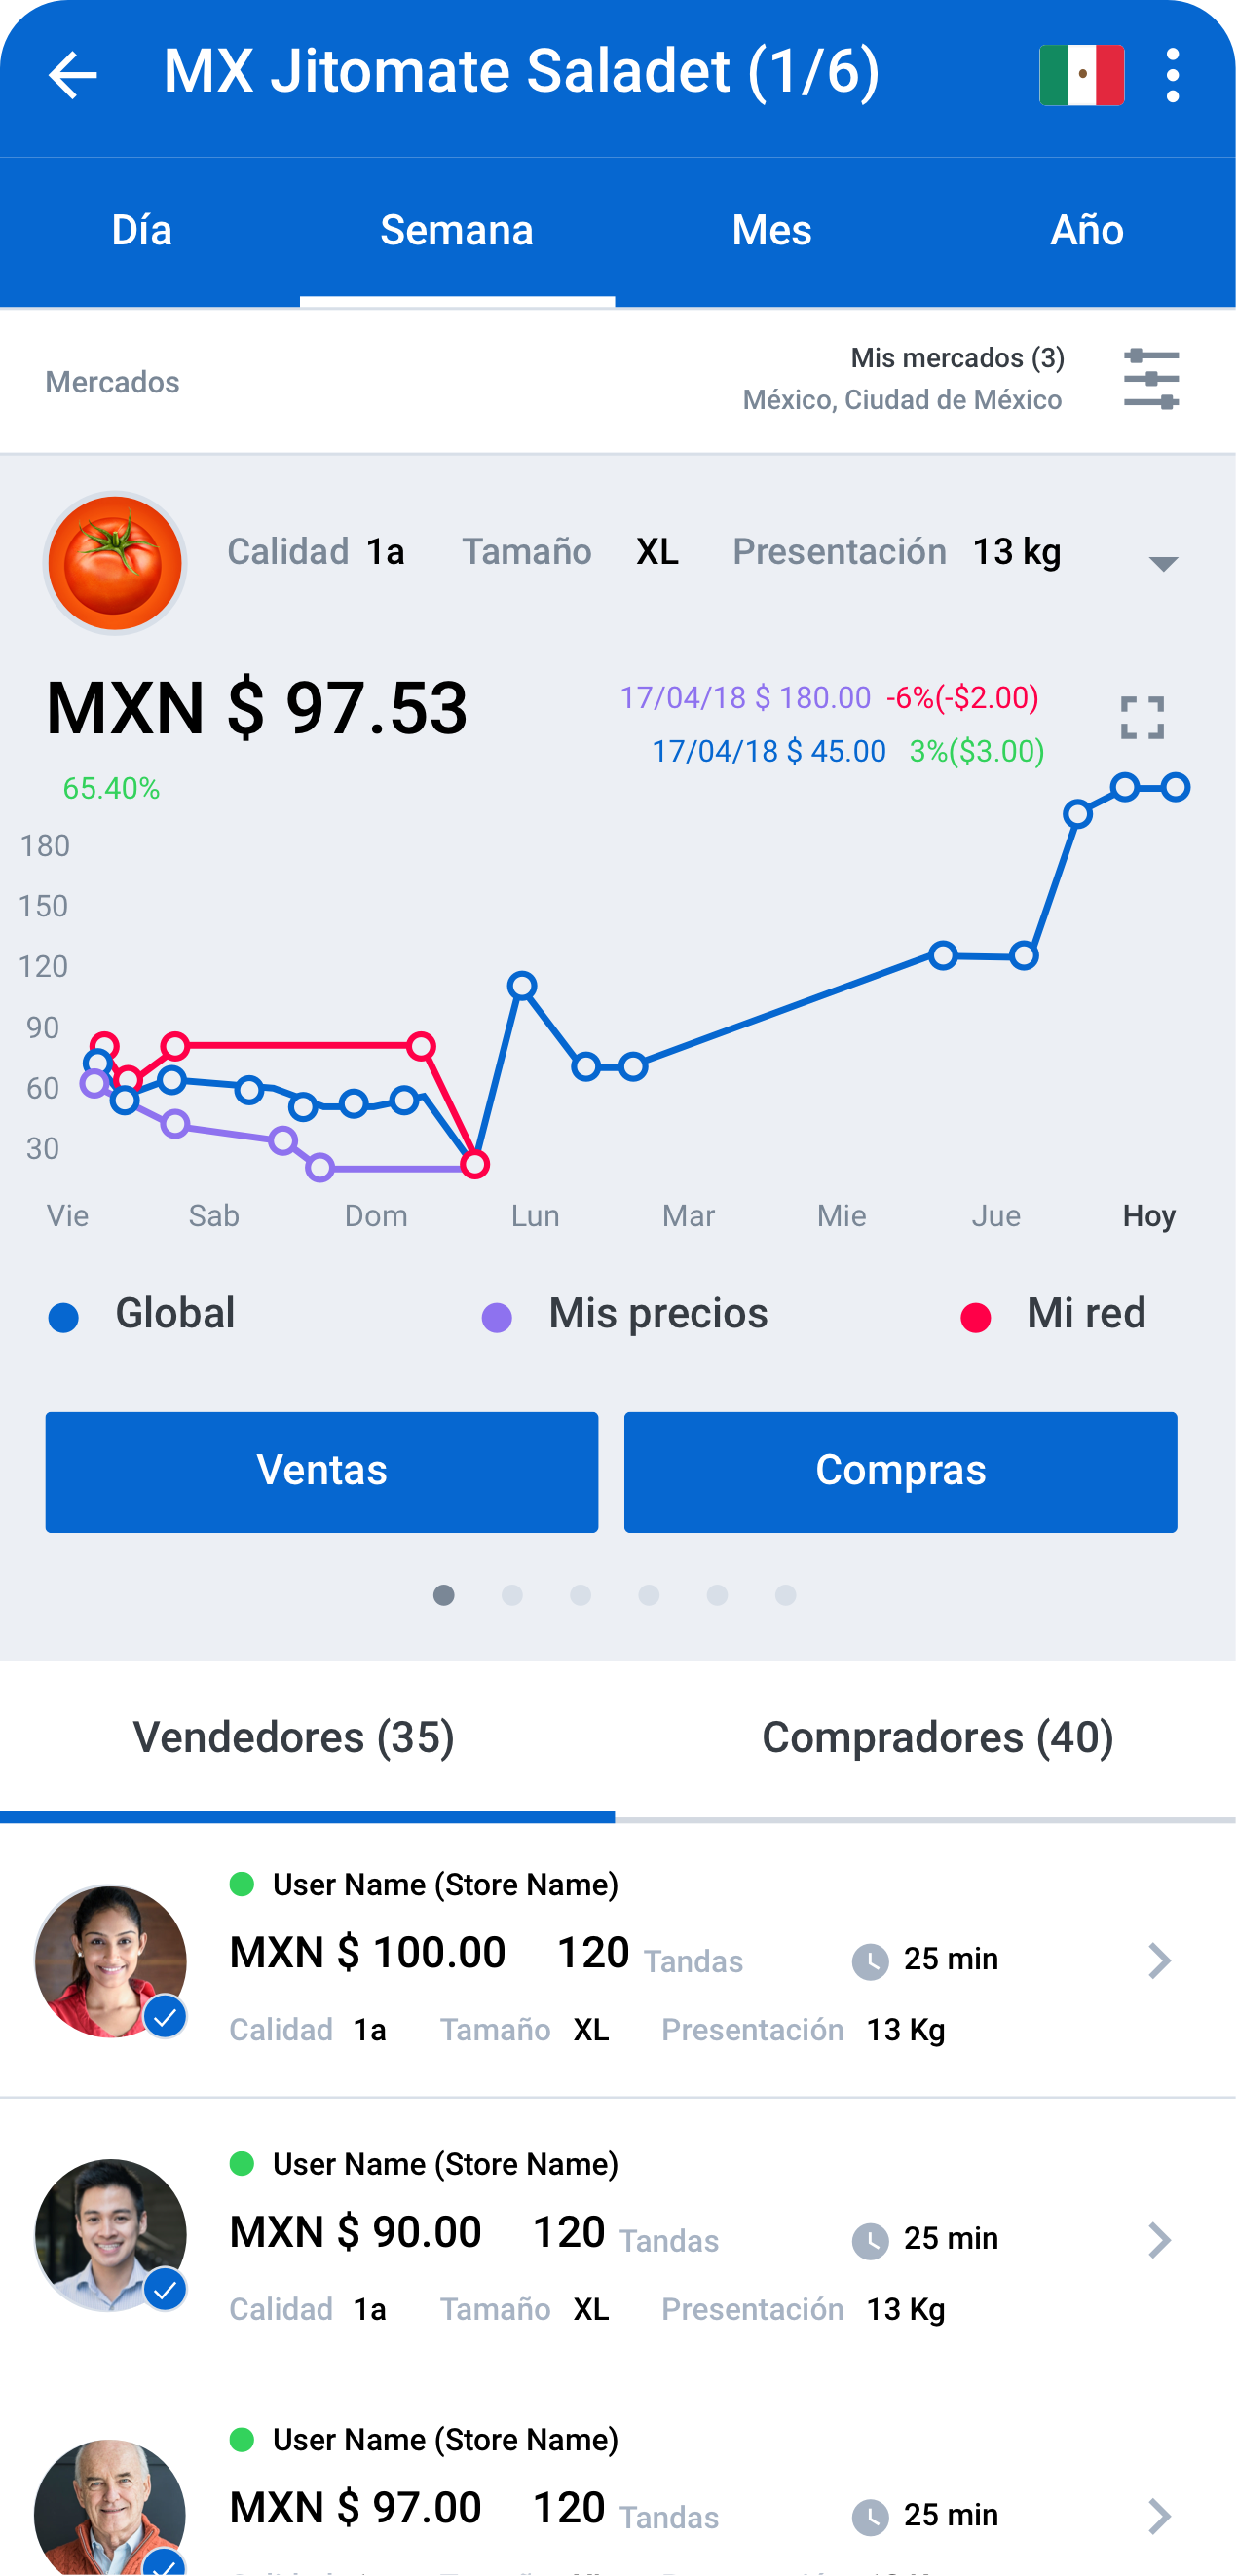 MX Jitomate Saladet (1/6)
Día Semana Mes Año
Mercados
Mis mercados (3)
México, Ciudad de México
Calidad 1a Tamaño XL Presentación 13 kg
MXN $ 97.53
17/04/18 $ 180.00 -6%(-$2.00)
17/04/18 $ 45.00 3%($3.00)
65.40%
180
150
120
90
60
30
Vie Sab Dom Lun Mar Mie Jue Hoy
Global Mis precios Mi red
Ventas Compras
Vendedores (35) Compradores (40)
User Name (Store Name)
MXN $ 100.00 120 Tandas 25 min
Calidad 1a Tamaño XL Presentación 13 Kg
User Name (Store Name)
MXN $ 90.00 120 Tandas 25 min
Calidad 1a Tamaño XL Presentación 13 Kg
User Name (Store Name)
MXN $ 97.00 120 Tandas 25 min